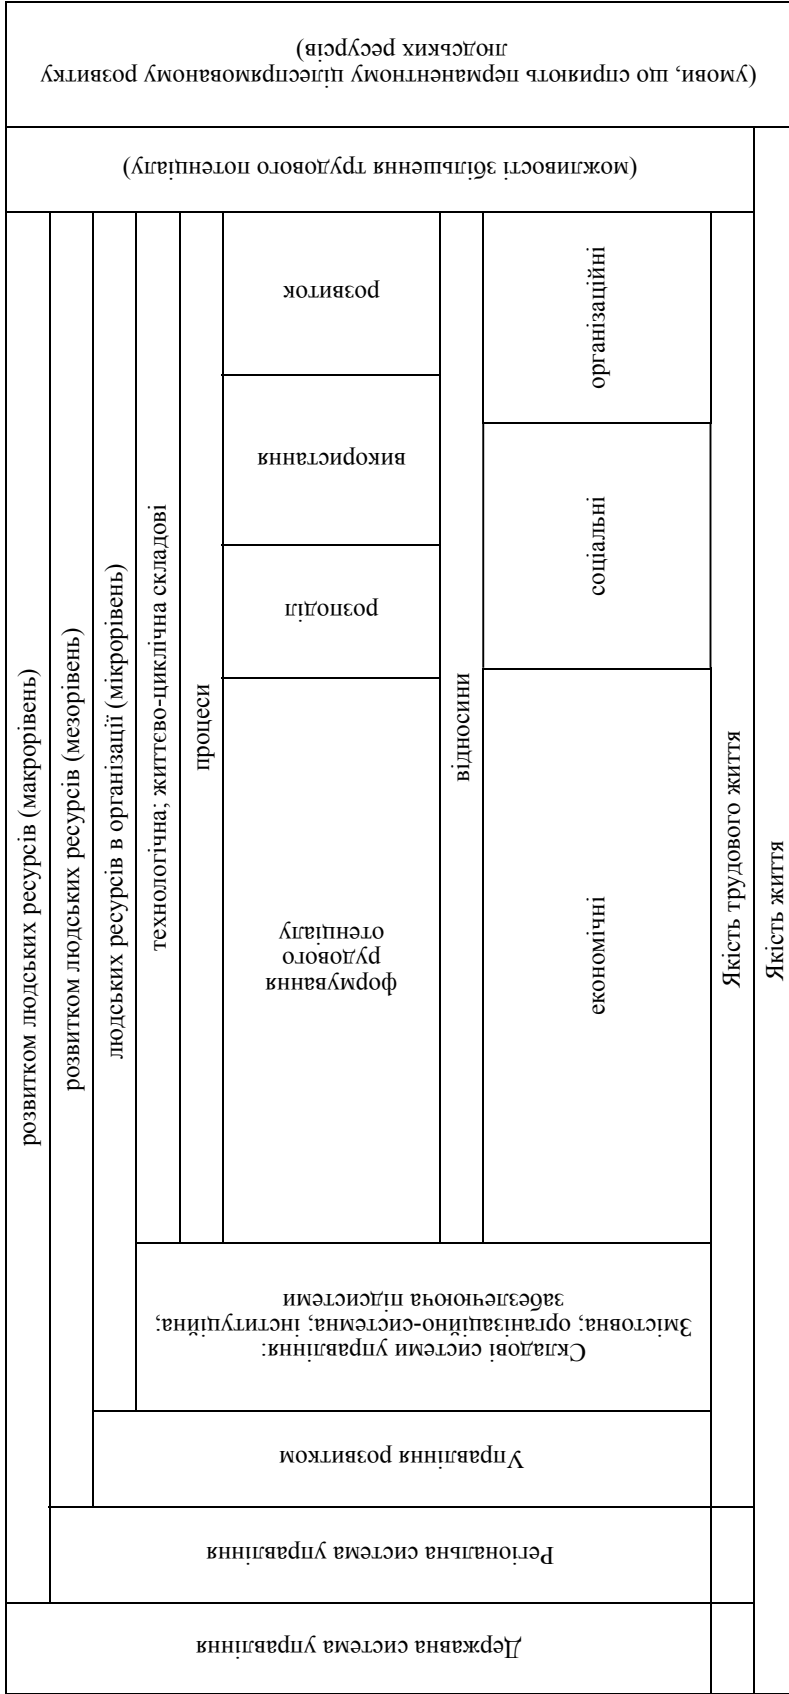 Державна система управління
розвитком людських ресурсів (макрорівень)
Регіональна система управління
розвитком людських ресурсів (мезорівень)
Управління розвитком
людських ресурсів в організації (мікрорівень)
Складові системи управління:
Змістовна; організаційно-системна; інституційна;
забезпечуюча підсистеми
технологічна; життєво-циклічна складові
процеси
формування
рудового
отенціалу
розподіл
використання
розвиток
відносини
економічні
соціальні
організаційні
Якість трудового життя
(можливості збільшення трудового потенціалу)
Якість життя
(умови, що сприяють перманентному цілеспрямованому розвитку
людських ресурсів)